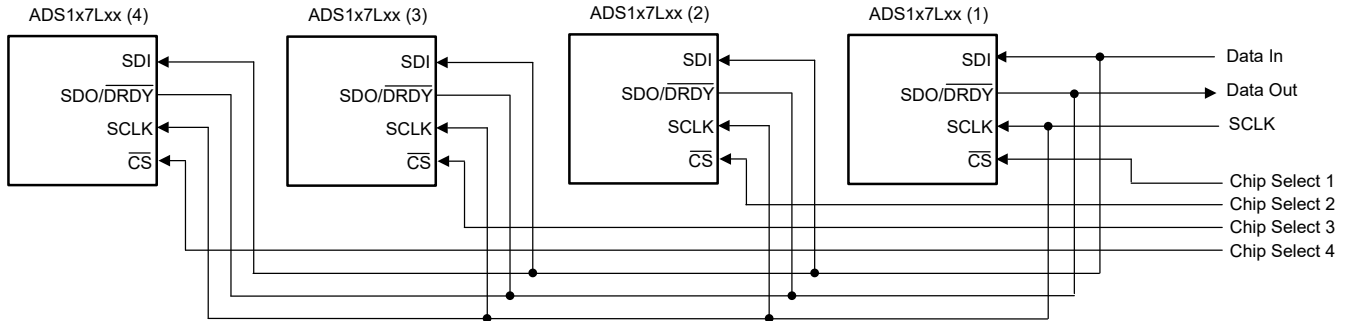 ADS1x7Lxx (4)
SDI
SDO/DRDY
SCLK
CS
ADS1x7Lxx (3)
SDI
SDO/DRDY
SCLK
CS
ADS1x7Lxx (2)
SDI
SDO/DRDY
SCLK
CS
ADS1x7Lxx (1)
SDI
SDO/DRDY
SCLK
CS
Data In
Data Out
SCLK
Chip Select 1
Chip Select 2
Chip Select 3
Chip Select 4